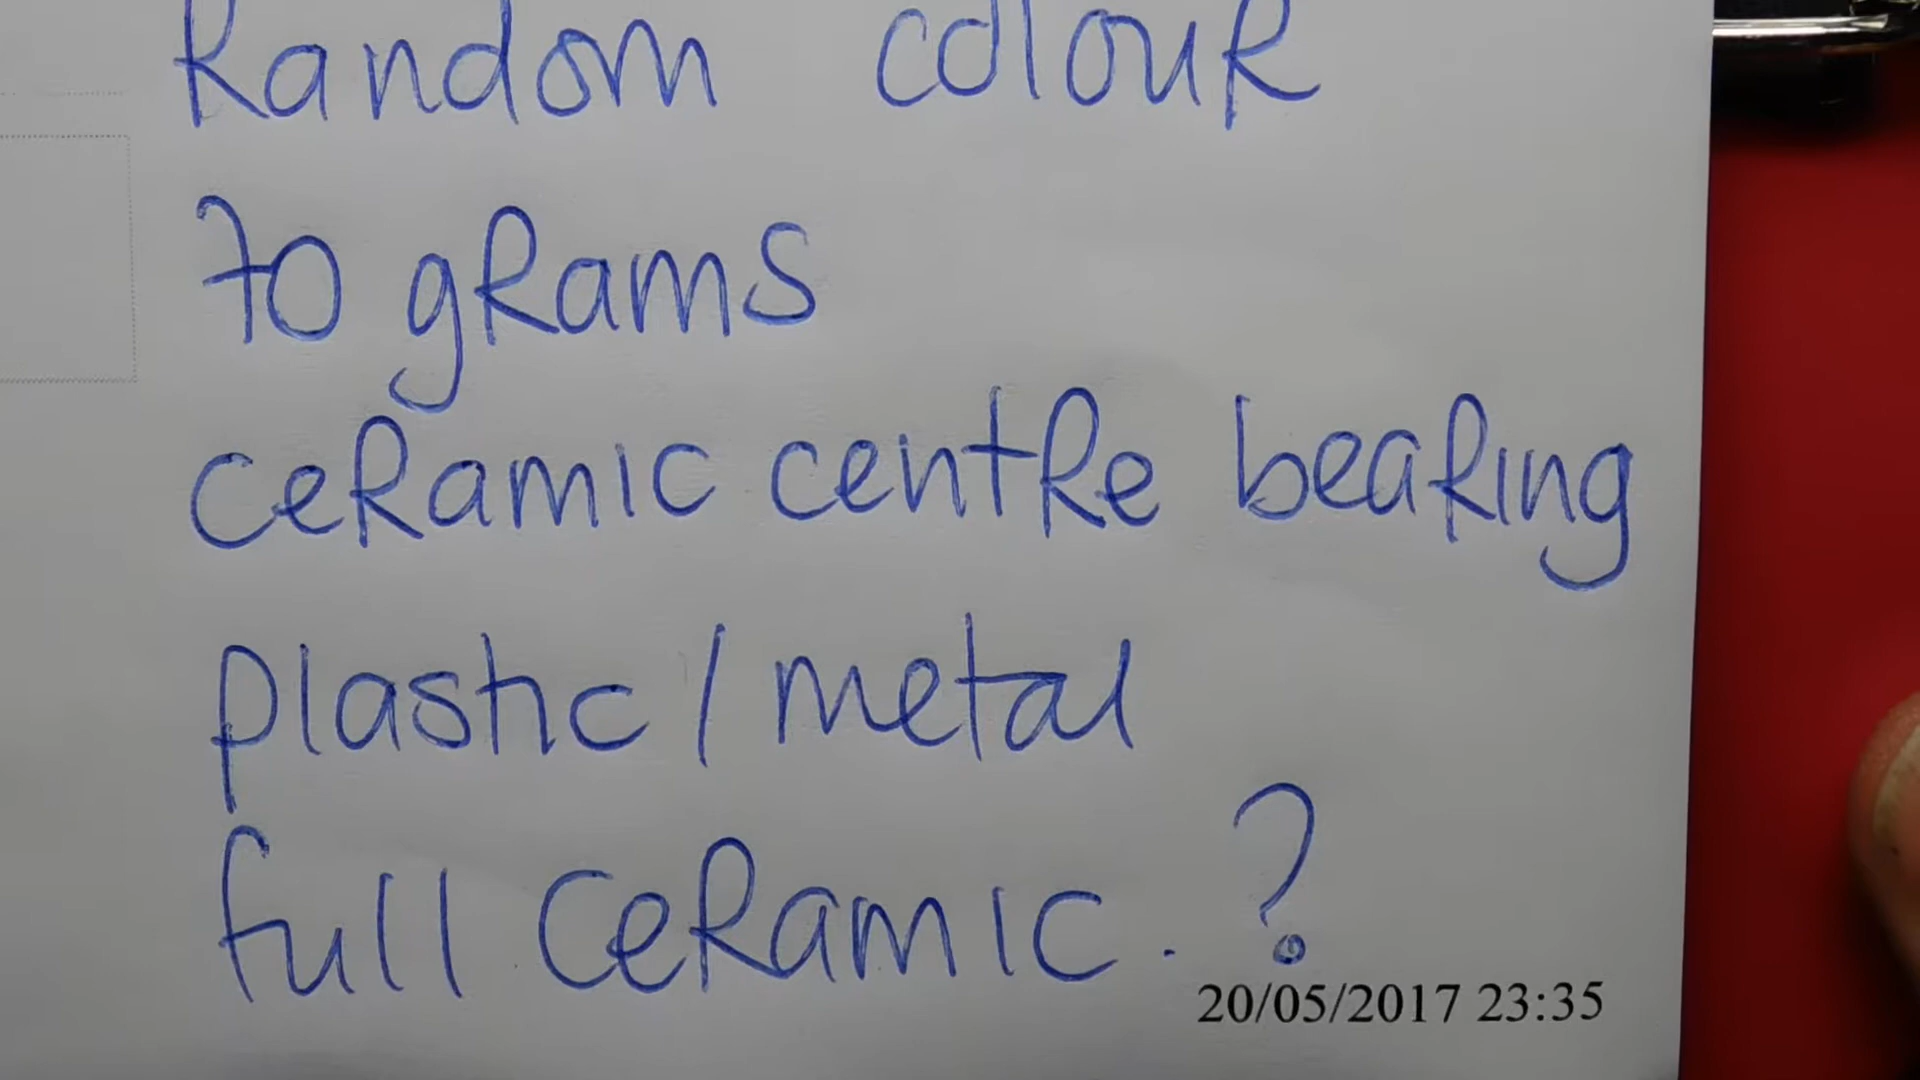 Random colour
70 grams
ceramic centre bearing
plastic / metal
full ceramic. ?
20/05/2017 23:35